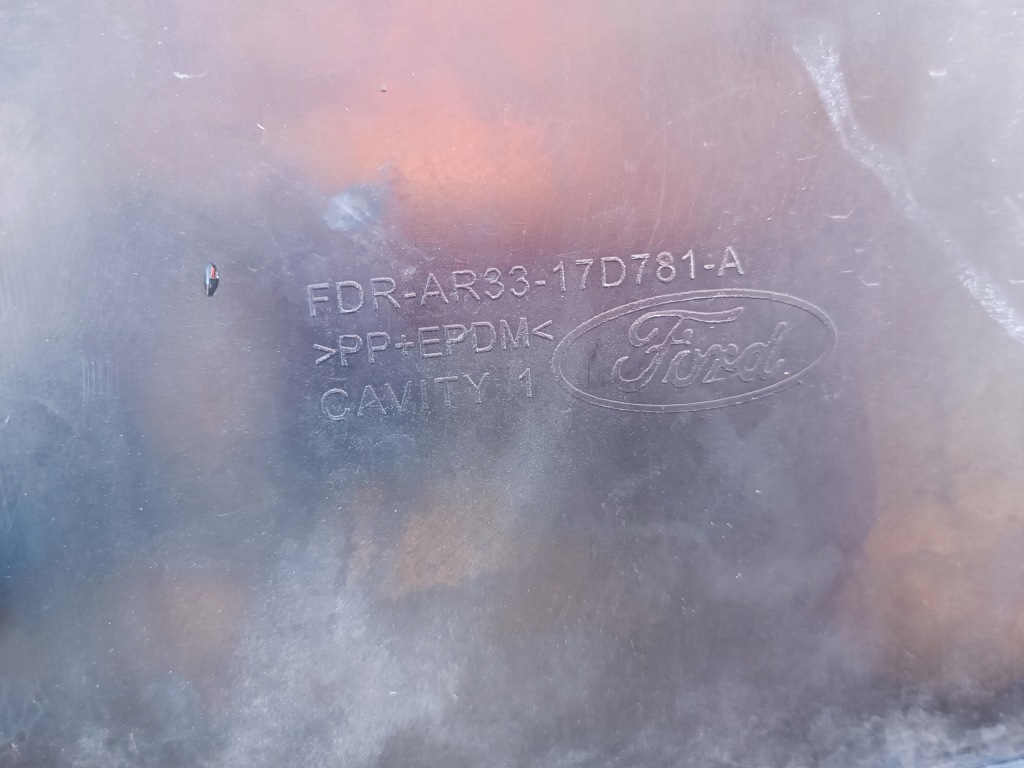 FDR-AR33-17D781-A
>PP+EPDM<
CAVITY 1
Ford